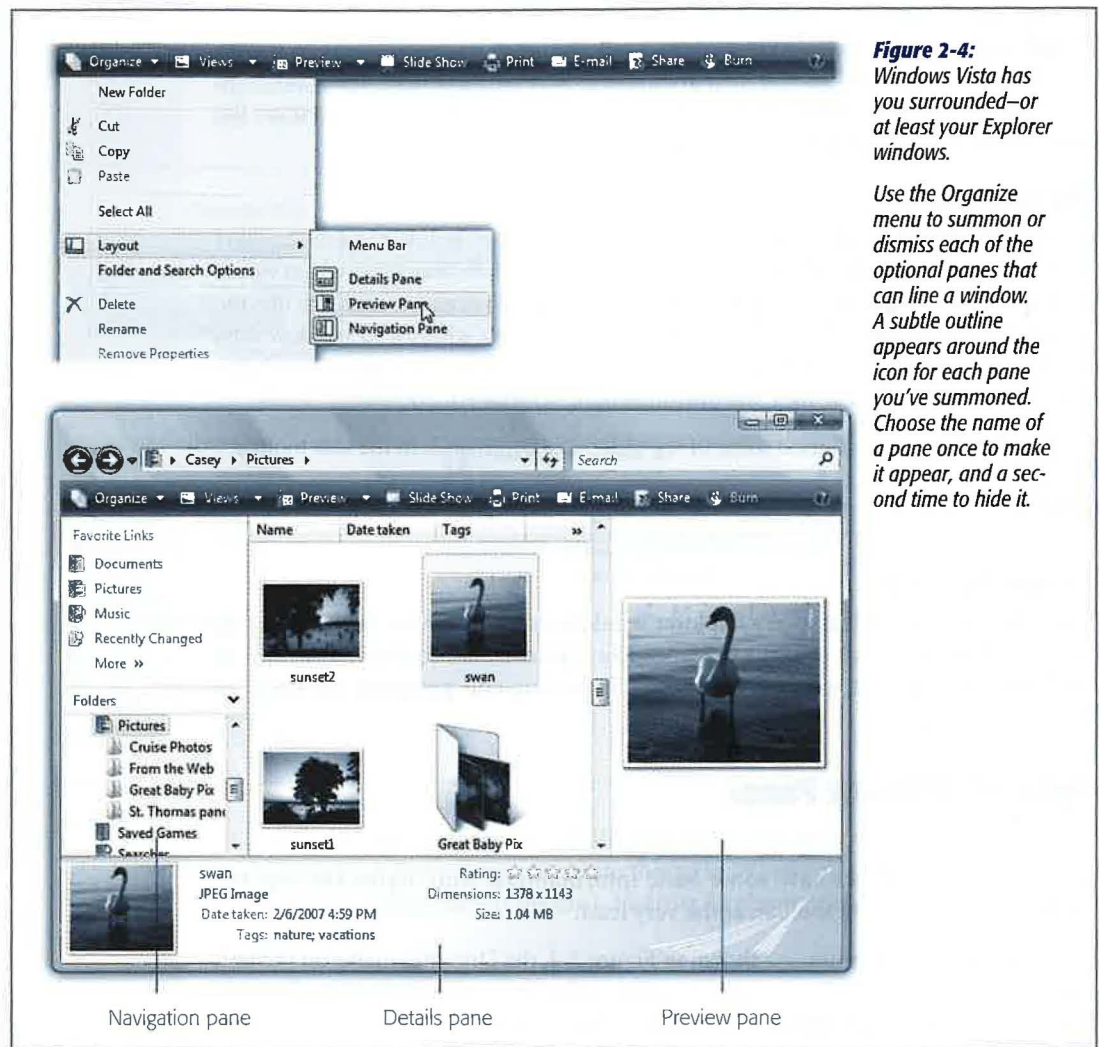 Organize Views Preview Slide Show Print E-mail Share Burn ?
New Folder
Cut
Copy
Paste
Select All
Layout
Folder and Search Options
Delete
Rename
Remove Properties
Menu Bar
Details Pane
Preview Pane
Navigation Pane
Figure 2-4:
Windows Vista has
you surrounded—or
at least your Explorer
windows.
Use the Organize
menu to summon or
dismiss each of the
optional panes that
can line a window.
A subtle outline
appears around the
icon for each pane
you've summoned.
Choose the name of
a pane once to make
it appear, and a sec-
ond time to hide it.
Casey Pictures Search
Organize Views Preview Slide Show Print E-mail Share Burn ?
Favorite Links
Documents
Pictures
Music
Recently Changed
More »
Folders
Pictures
Cruise Photos
From the Web
Great Baby Pix
St. Thomas pano
Saved Games
Searches
Name Date taken Tags »
sunset2 swan
sunset1 Great Baby Pix
swan
JPEG Image
Date taken: 2/6/2007 4:59 PM
Tags: nature; vacations
Rating:
Dimensions: 1378 x 1143
Size: 1.04 MB
Navigation pane Details pane Preview pane